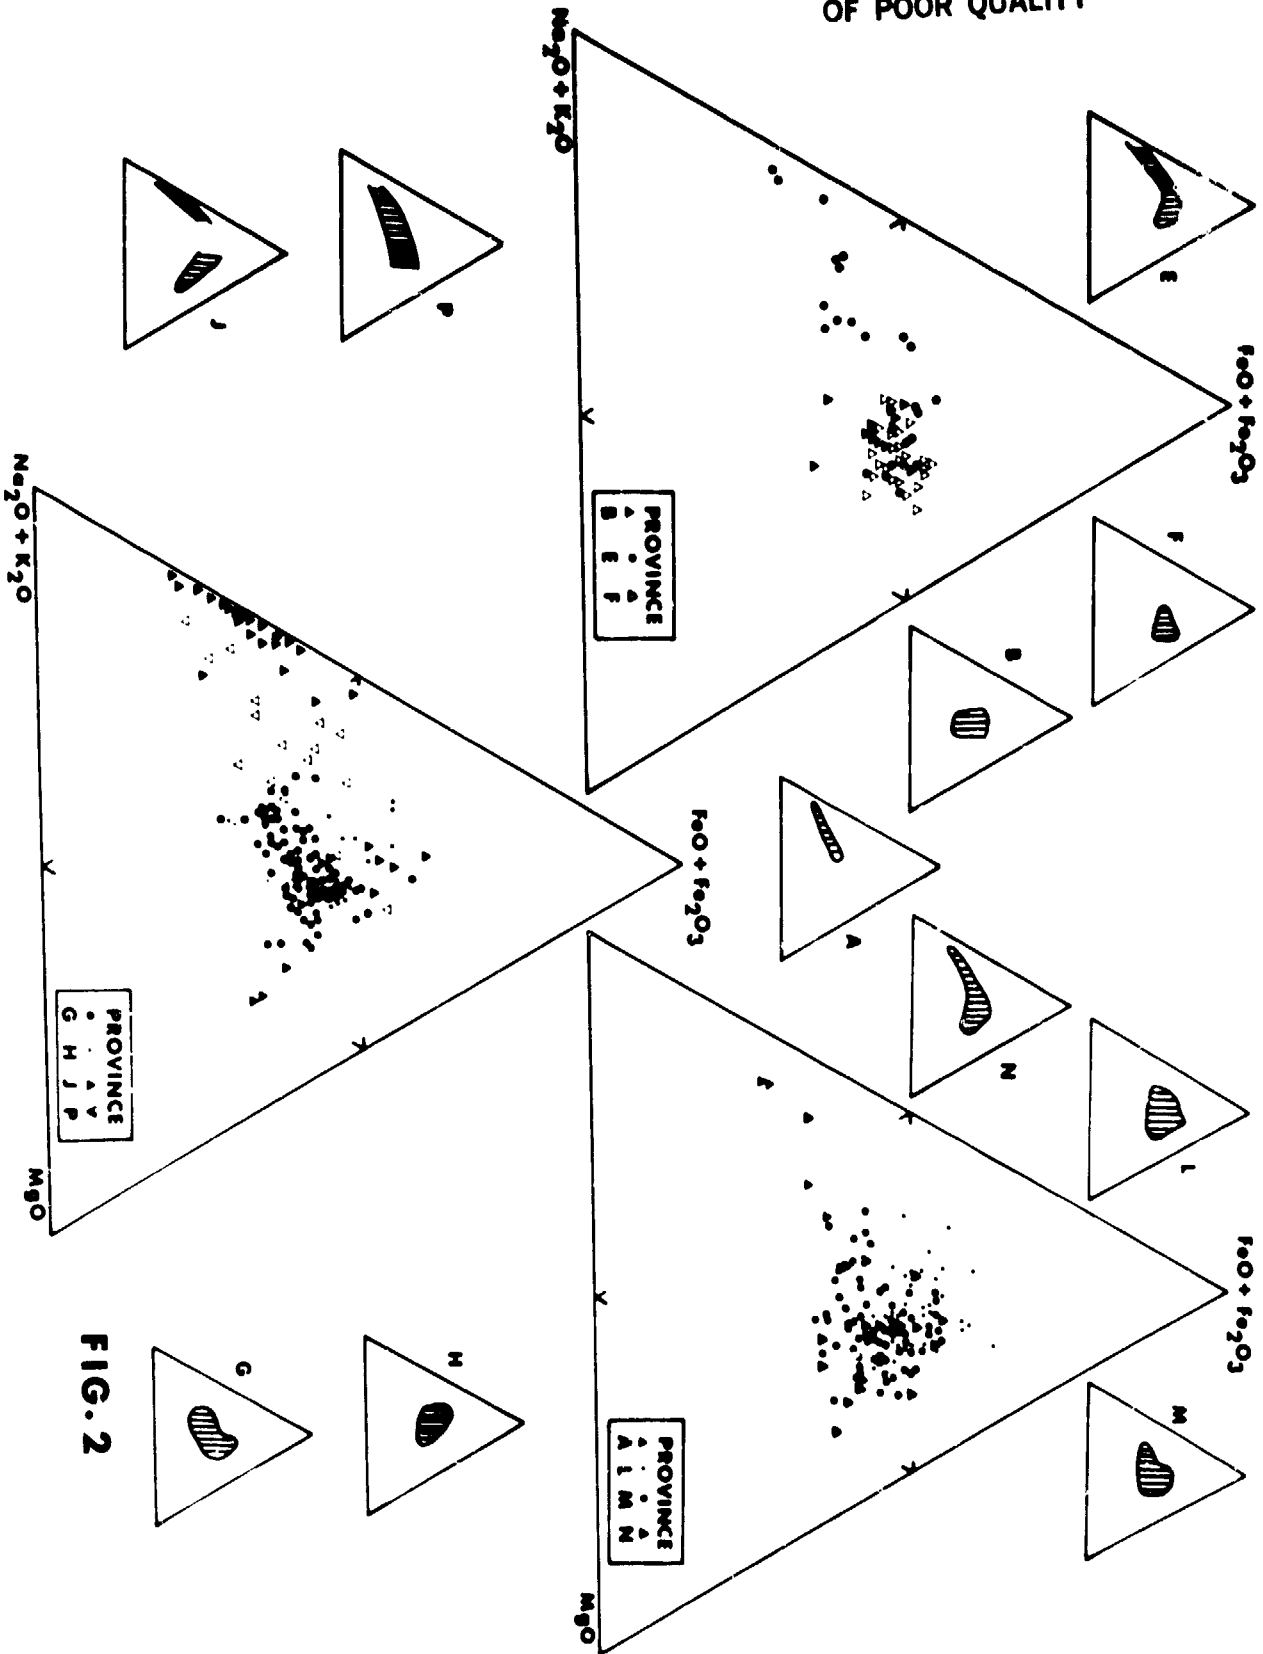 OF POOR QUALITY
FeO + Fe2O3
Na2O + K2O
PROVINCE
B E F
E
F
B
P
J
FeO + Fe2O3
Na2O + K2O
MgO
PROVINCE
G H J P
A
N
L
M
FeO + Fe2O3
MgO
PROVINCE
A L M N
H
G
FIG. 2